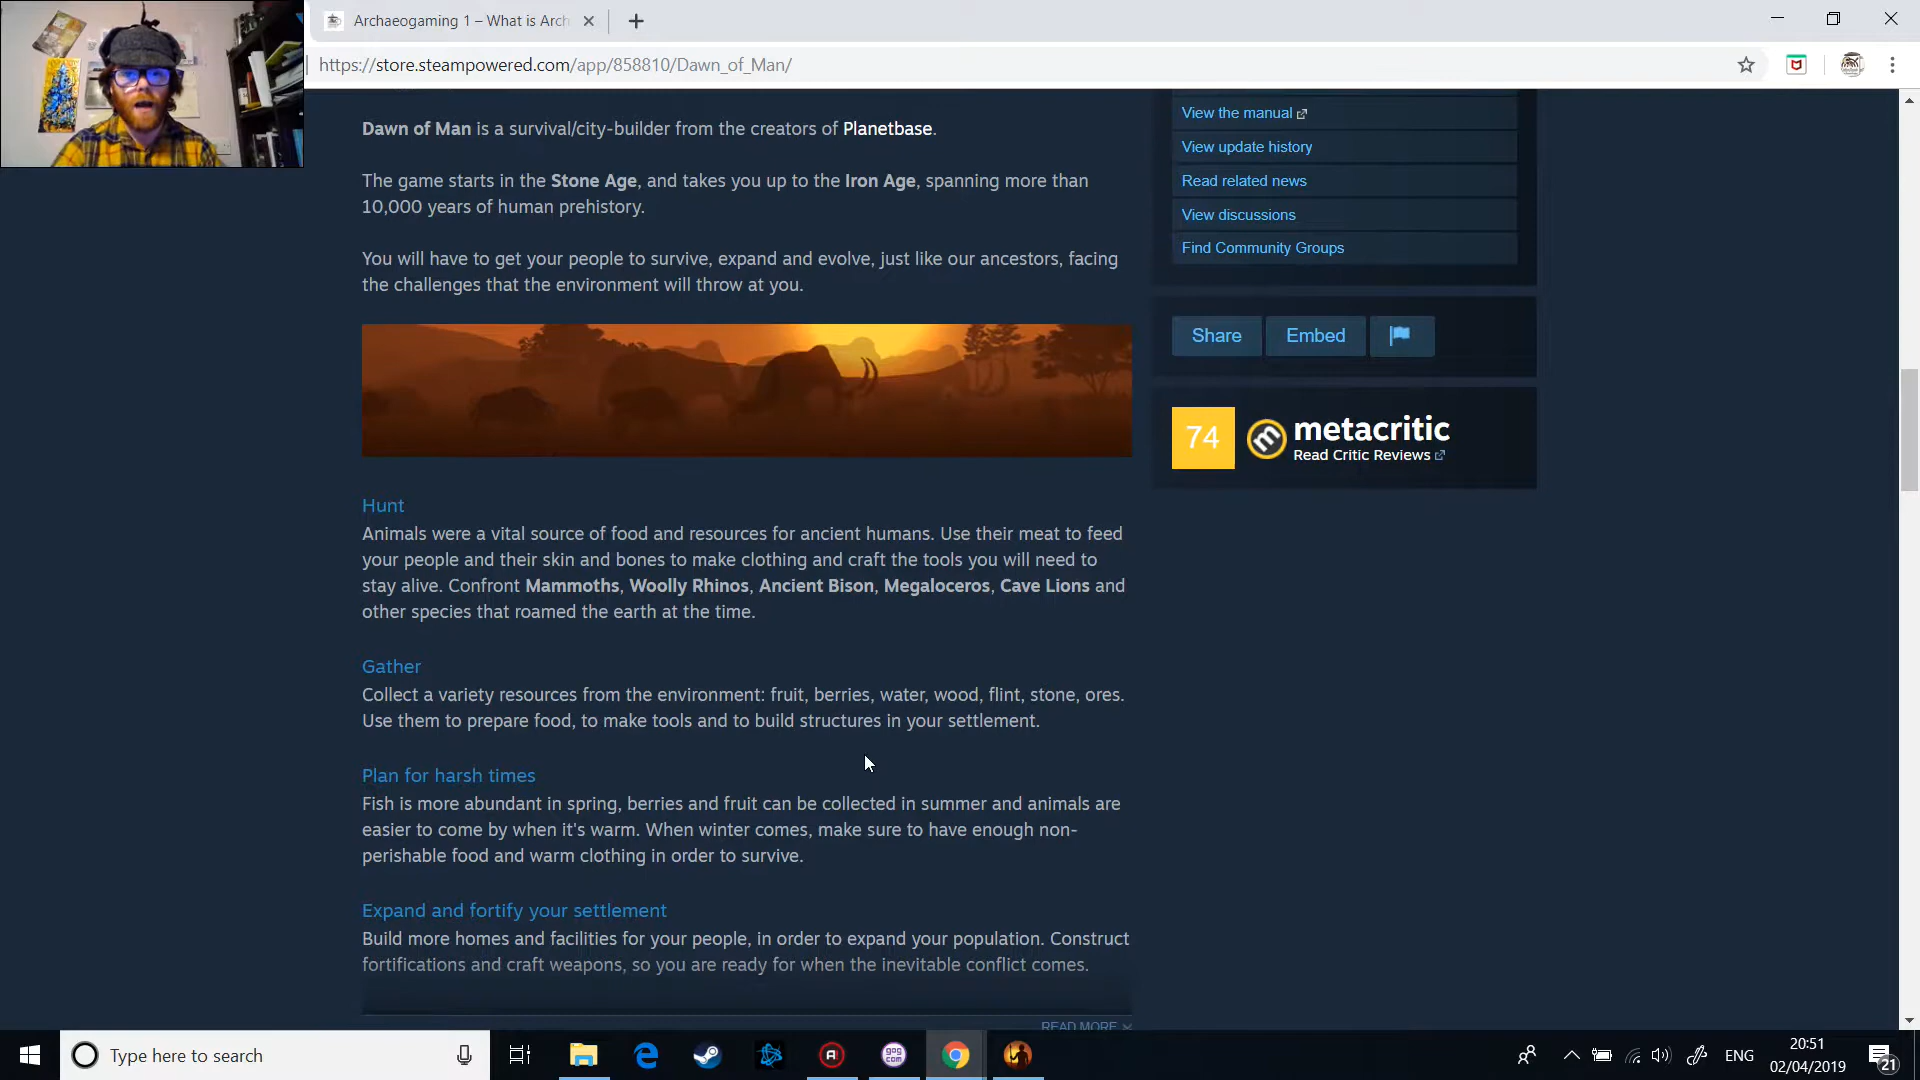 Archaeogaming 1 – What is Arch
https://store.steampowered.com/app/858810/Dawn_of_Man/
Dawn of Man is a survival/city-builder from the creators of Planetbase.
The game starts in the Stone Age, and takes you up to the Iron Age, spanning more than
10,000 years of human prehistory.
You will have to get your people to survive, expand and evolve, just like our ancestors, facing
the challenges that the environment will throw at you.
Hunt
Animals were a vital source of food and resources for ancient humans. Use their meat to feed
your people and their skin and bones to make clothing and craft the tools you will need to
stay alive. Confront Mammoths, Woolly Rhinos, Ancient Bison, Megaloceros, Cave Lions and
other species that roamed the earth at the time.
Gather
Collect a variety resources from the environment: fruit, berries, water, wood, flint, stone, ores.
Use them to prepare food, to make tools and to build structures in your settlement.
Plan for harsh times
Fish is more abundant in spring, berries and fruit can be collected in summer and animals are
easier to come by when it's warm. When winter comes, make sure to have enough non-
perishable food and warm clothing in order to survive.
Expand and fortify your settlement
Build more homes and facilities for your people, in order to expand your population. Construct
fortifications and craft weapons, so you are ready for when the inevitable conflict comes.
READ MORE
View the manual
View update history
Read related news
View discussions
Find Community Groups
Share
Embed
74
metacritic
Read Critic Reviews
Type here to search
gog
com
ENG
20:51
02/04/2019
21